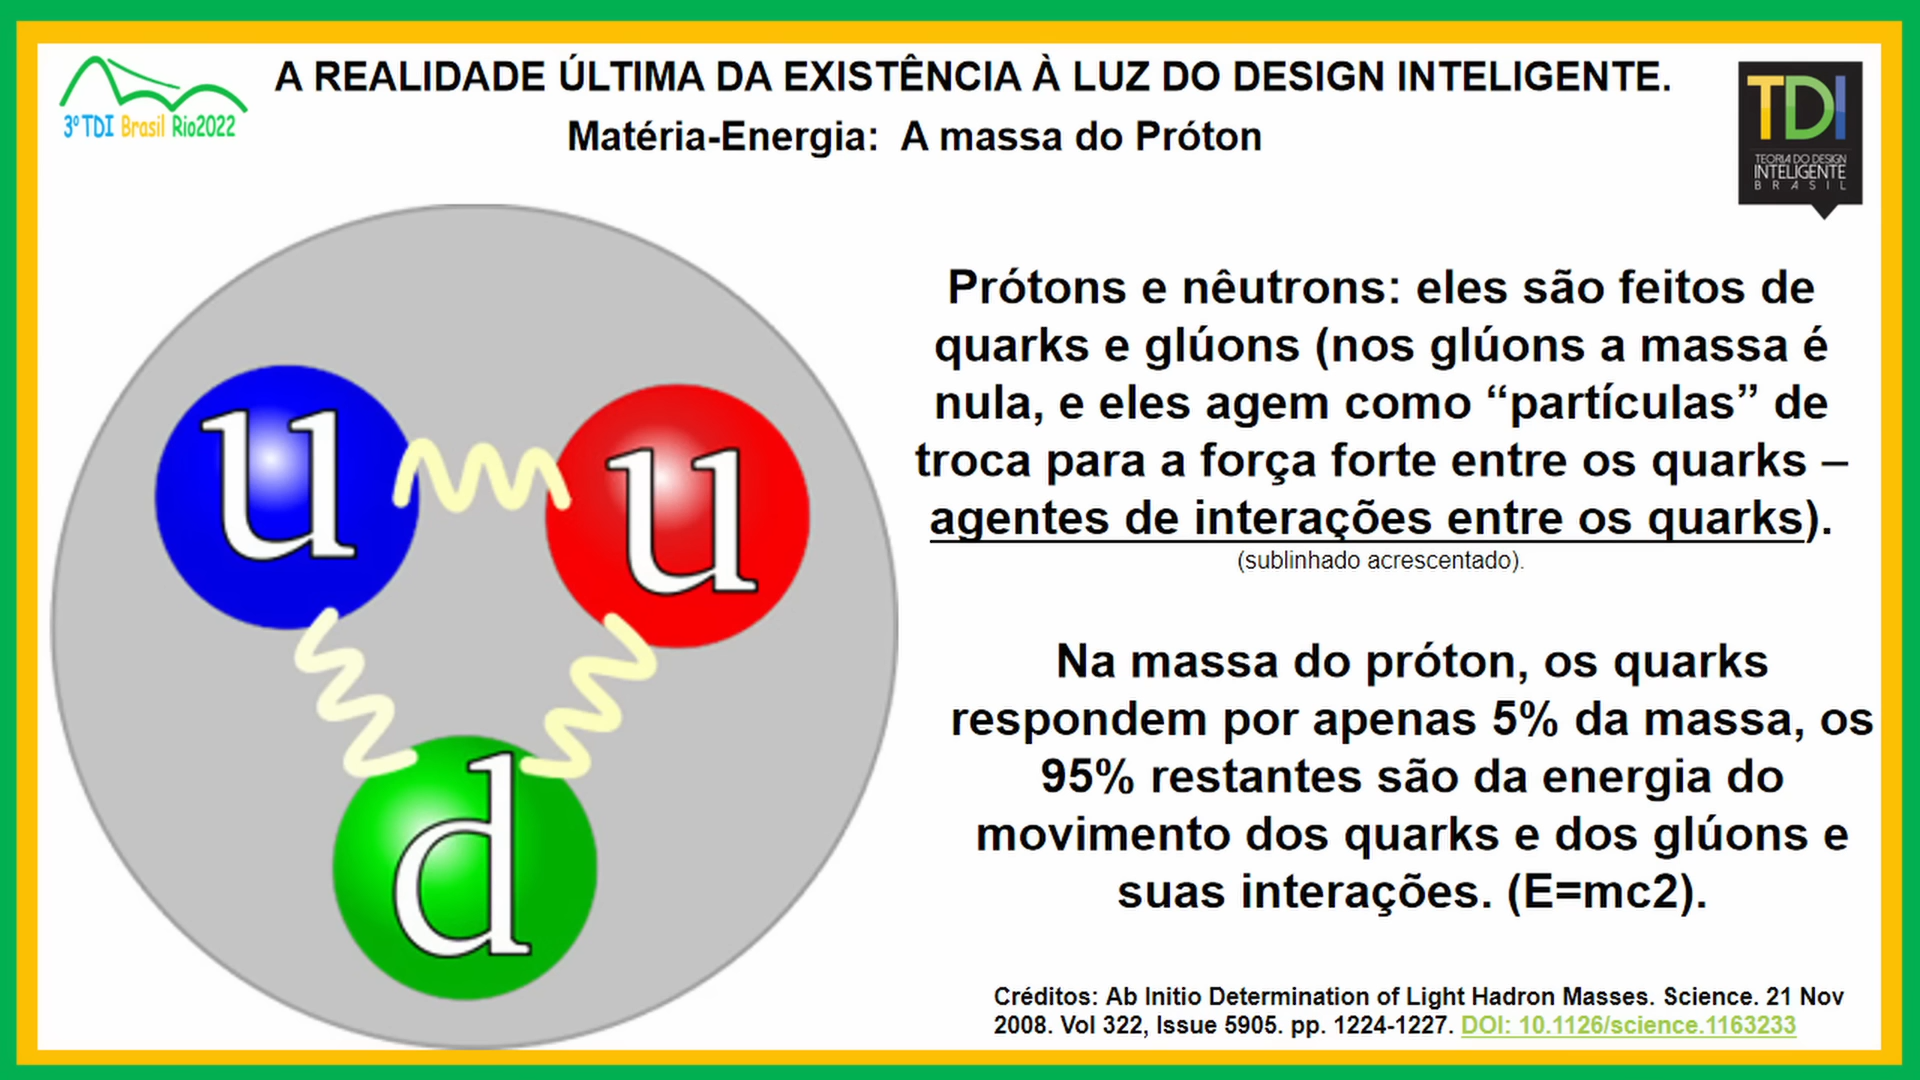 A REALIDADE ÚLTIMA DA EXISTÊNCIA À LUZ DO DESIGN INTELIGENTE.
3º TDI Brasil Rio2022
Matéria-Energia:  A massa do Próton
TDI
TEORIA DO DESIGN
INTELIGENTE
BRASIL
u
u
d
Prótons e nêutrons: eles são feitos de
quarks e glúons (nos glúons a massa é
nula, e eles agem como “partículas” de
troca para a força forte entre os quarks –
agentes de interações entre os quarks).
(sublinhado acrescentado).
Na massa do próton, os quarks
respondem por apenas 5% da massa, os
95% restantes são da energia do
movimento dos quarks e dos glúons e
suas interações. (E=mc2).
Créditos: Ab Initio Determination of Light Hadron Masses. Science. 21 Nov
2008. Vol 322, Issue 5905. pp. 1224-1227. DOI: 10.1126/science.1163233